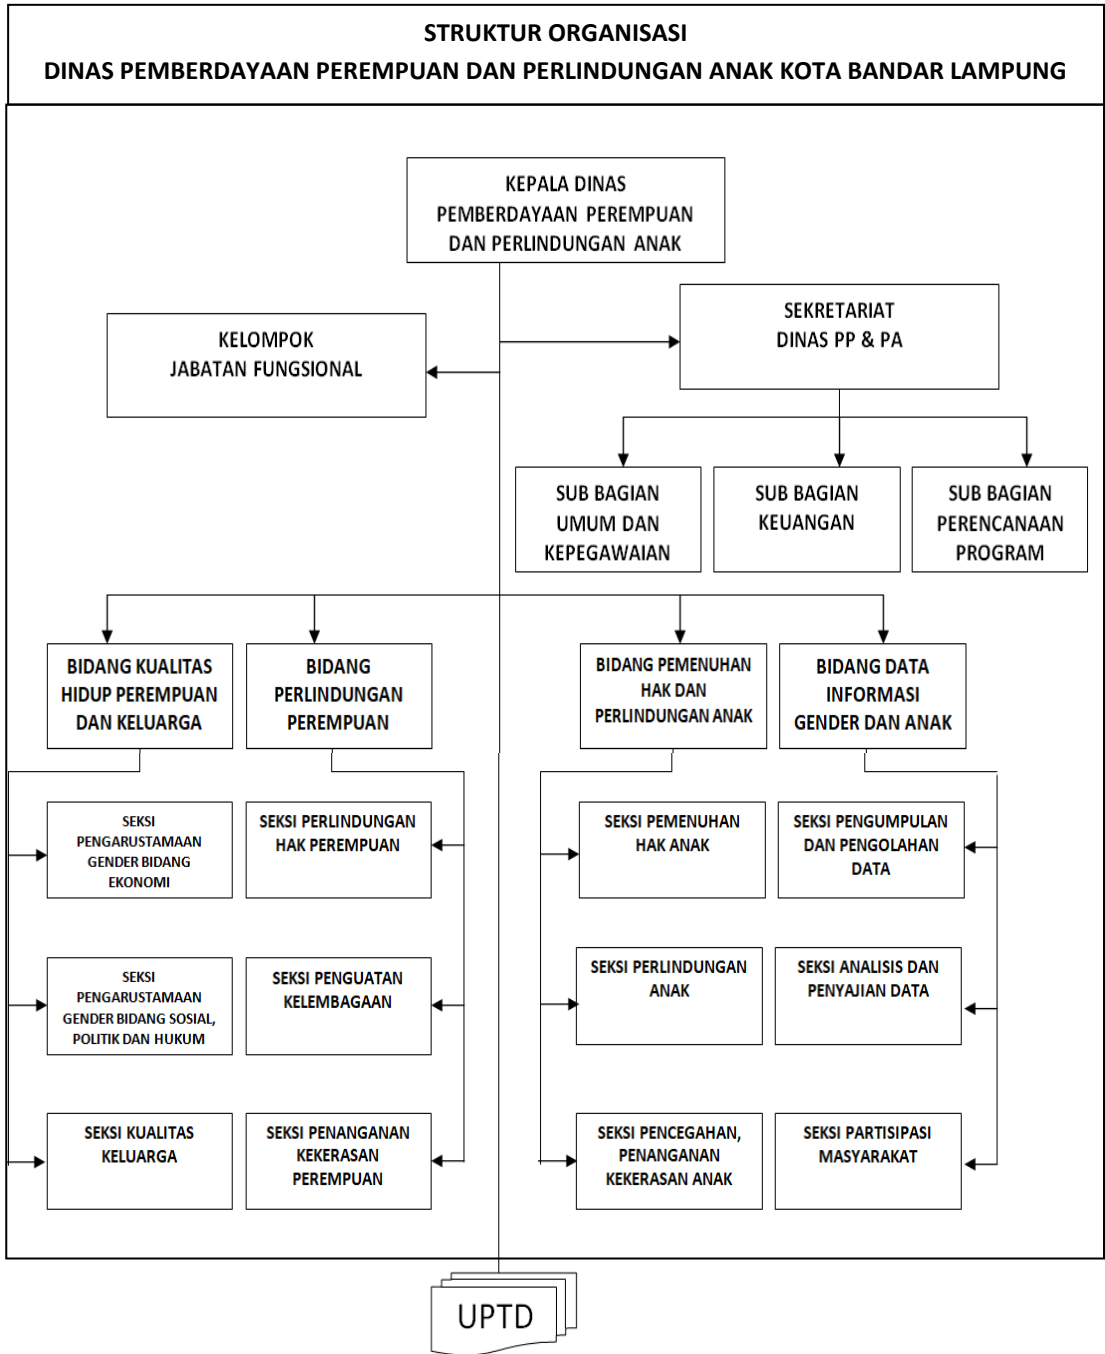 STRUKTUR ORGANISASI
DINAS PEMBERDAYAAN PEREMPUAN DAN PERLINDUNGAN ANAK KOTA BANDAR LAMPUNG
KEPALA DINAS
PEMBERDAYAAN PEREMPUAN
DAN PERLINDUNGAN ANAK
KELOMPOK
JABATAN FUNGSIONAL
SEKRETARIAT
DINAS PP & PA
SUB BAGIAN
UMUM DAN
KEPEGAWAIAN
SUB BAGIAN
KEUANGAN
SUB BAGIAN
PERENCANAAN
PROGRAM
BIDANG KUALITAS
HIDUP PEREMPUAN
DAN KELUARGA
BIDANG
PERLINDUNGAN
PEREMPUAN
BIDANG PEMENUHAN
HAK DAN
PERLINDUNGAN ANAK
BIDANG DATA
INFORMASI
GENDER DAN ANAK
SEKSI
PENGARUSTAMAAN
GENDER BIDANG
EKONOMI
SEKSI PERLINDUNGAN
HAK PEREMPUAN
SEKSI PEMENUHAN
HAK ANAK
SEKSI PENGUMPULAN
DAN PENGOLAHAN
DATA
SEKSI
PENGARUSTAMAAN
GENDER BIDANG SOSIAL,
POLITIK DAN HUKUM
SEKSI PENGUATAN
KELEMBAGAAN
SEKSI PERLINDUNGAN
ANAK
SEKSI ANALISIS DAN
PENYAJIAN DATA
SEKSI KUALITAS
KELUARGA
SEKSI PENANGANAN
KEKERASAN
PEREMPUAN
SEKSI PENCEGAHAN,
PENANGANAN
KEKERASAN ANAK
SEKSI PARTISIPASI
MASYARAKAT
UPTD